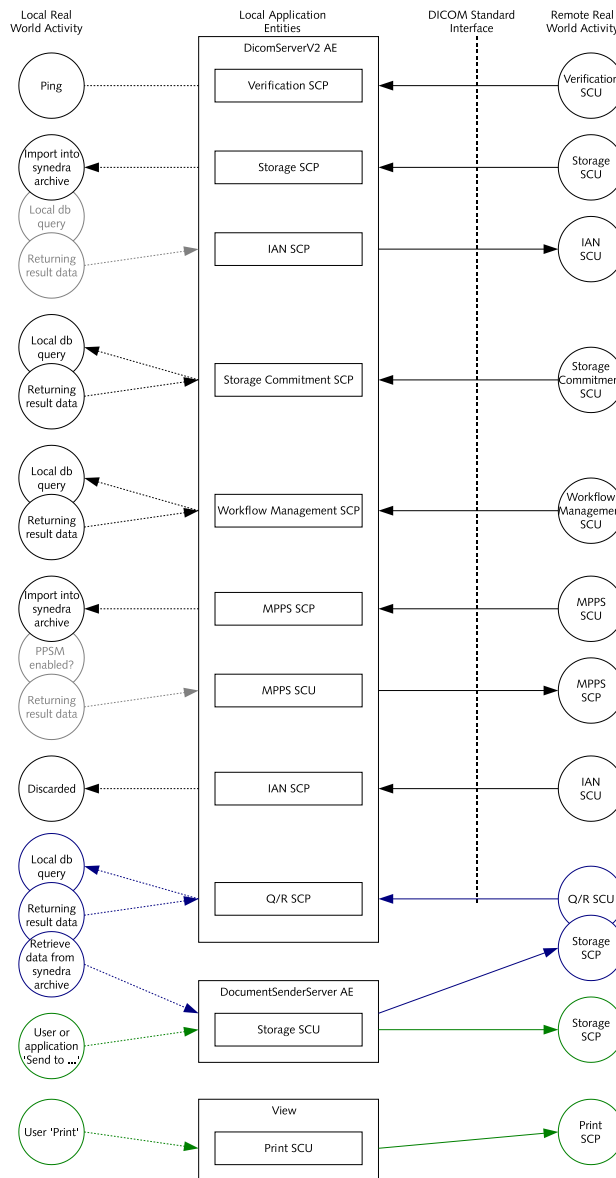 Local Real
World Activity
Local Application
Entities
DICOM Standard
Interface
Remote Real
World Activity
DicomServerV2 AE
Ping
Verification SCP
Verification
SCU
Import into
synedra
archive
Storage SCP
Storage
SCU
Local db
query
Returning
result data
IAN SCP
IAN
SCU
Local db
query
Returning
result data
Storage Commitment SCP
Storage
Commitment
SCU
Local db
query
Returning
result data
Workflow Management SCP
Workflow
Management
SCU
Import into
synedra
archive
MPPS SCP
MPPS
SCU
PPSM
enabled?
Returning
result data
MPPS SCU
MPPS
SCP
Discarded
IAN SCP
IAN
SCU
Local db
query
Returning
result data
Q/R SCP
Q/R SCU
Retrieve
data from
synedra
archive
Storage
SCP
DocumentSenderServer AE
User or
application
'Send to ...'
Storage SCU
Storage
SCP
View
User 'Print'
Print SCU
Print
SCP